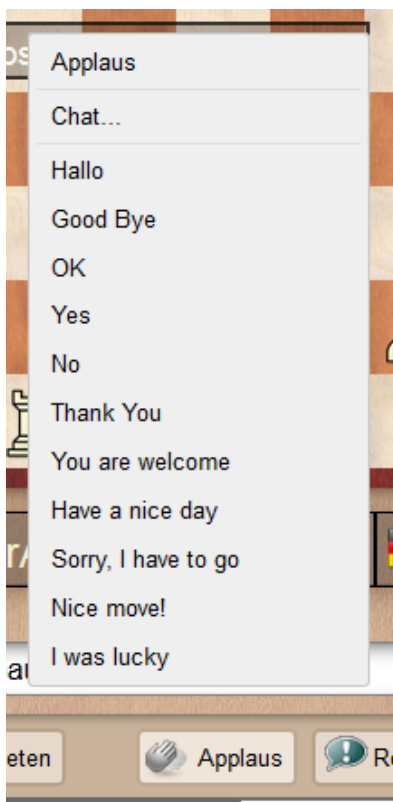 Applaus
Chat...
Hallo
Good Bye
OK
Yes
No
Thank You
You are welcome
Have a nice day
Sorry, I have to go
Nice move!
I was lucky
Applaus